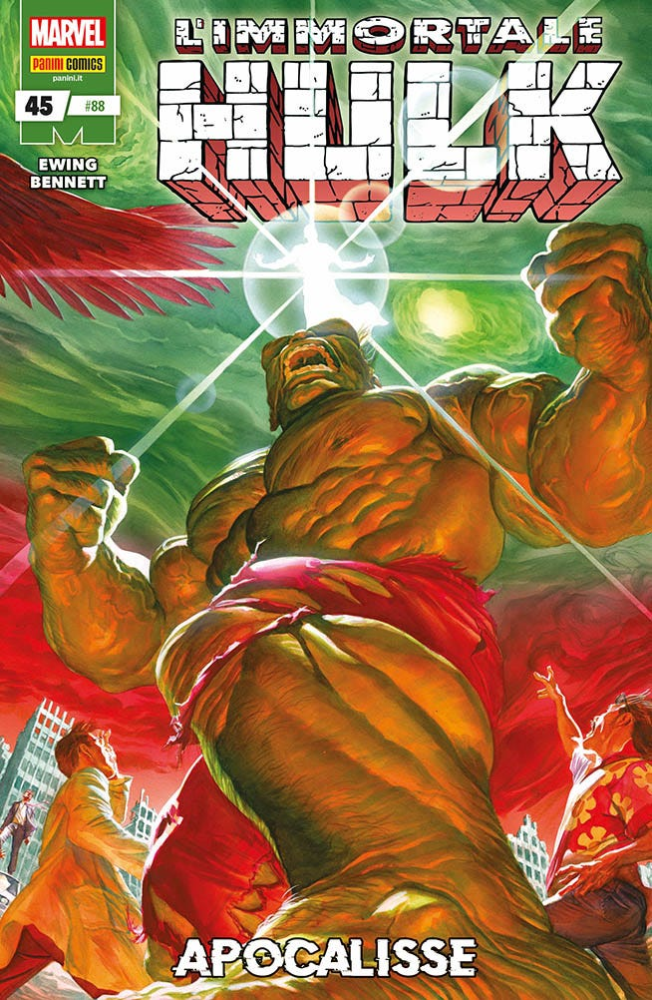 MARVEL
PANINI COMICS
panini.it
45 / #88
EWING
BENNETT
L'IMMORTALE
HULK
APOCALISSE